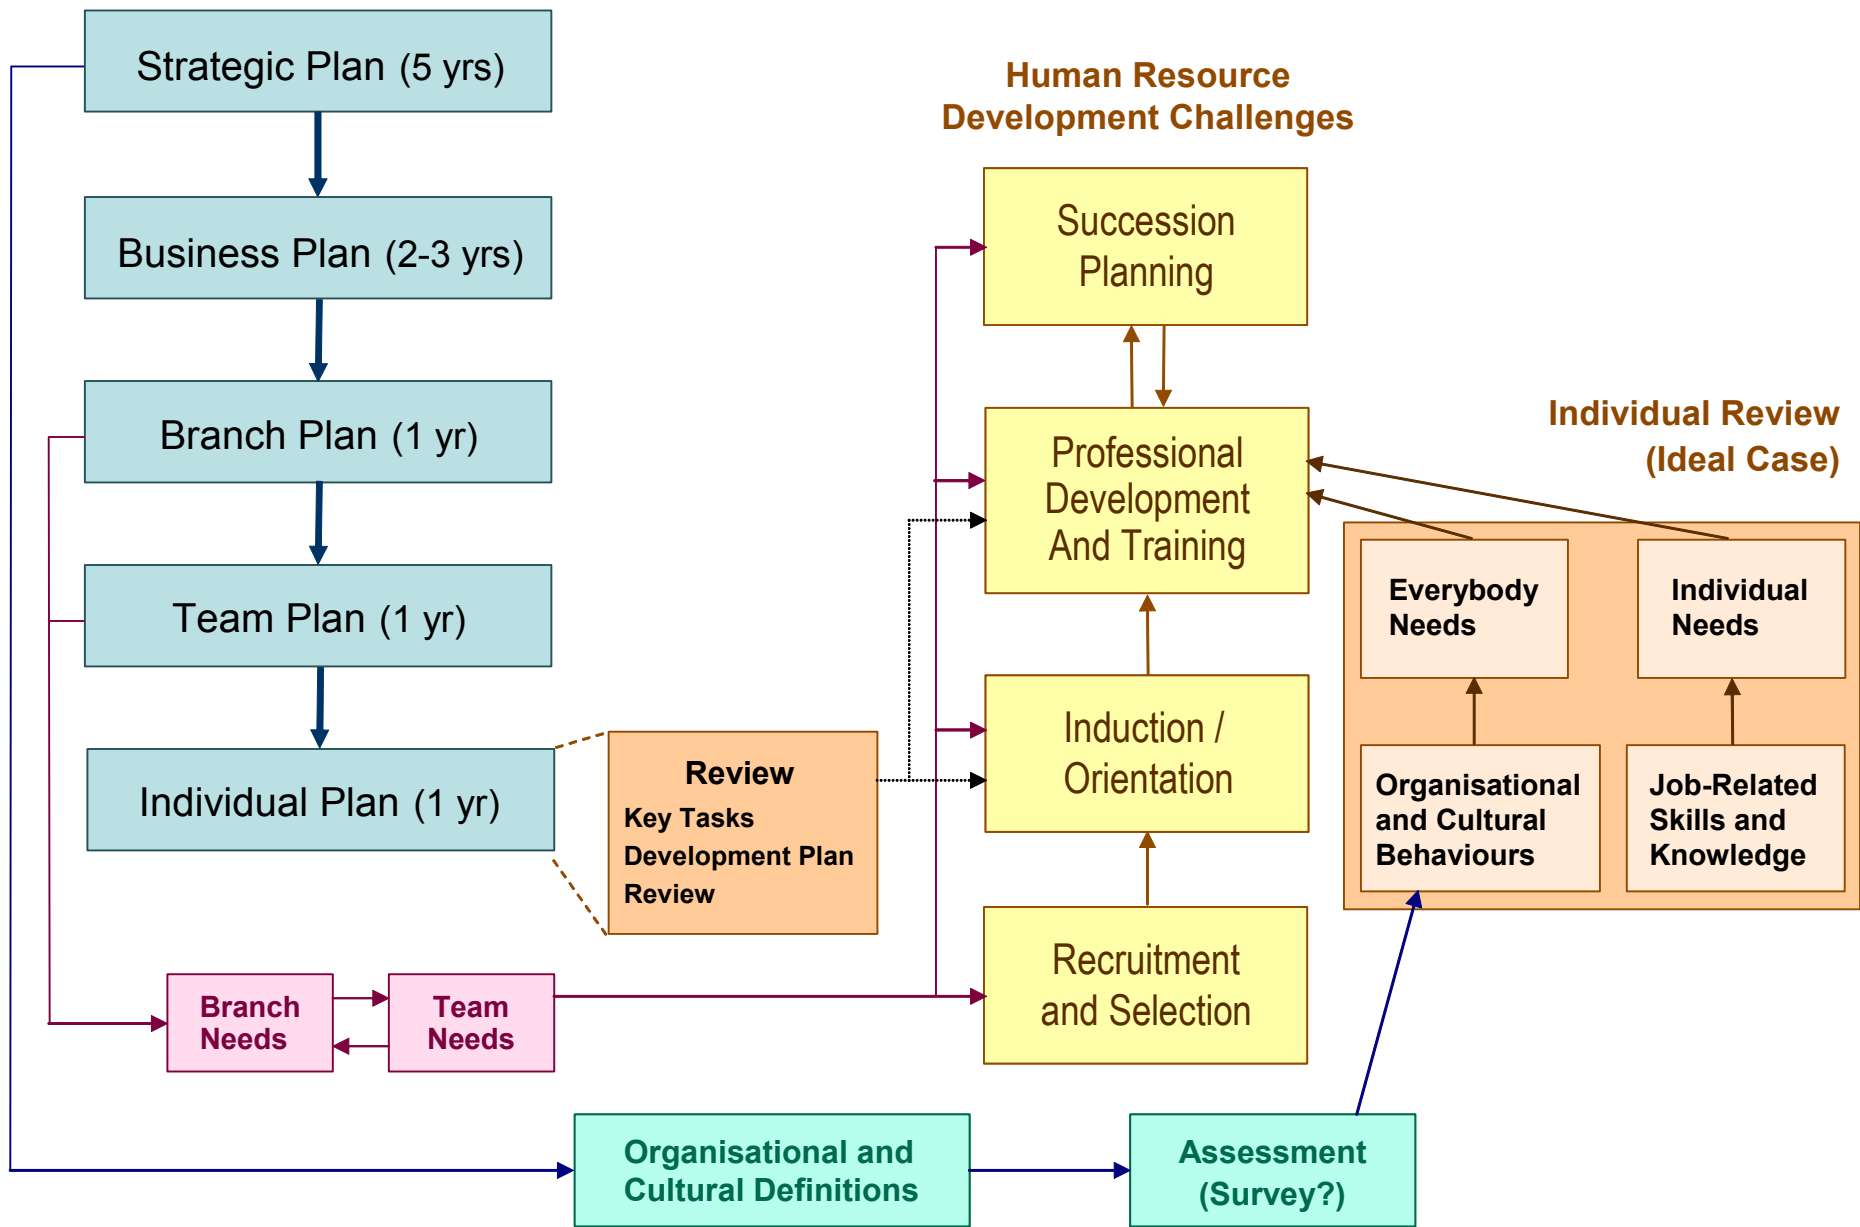 Strategic Plan (5 yrs)
Business Plan (2-3 yrs)
Branch Plan (1 yr)
Team Plan (1 yr)
Individual Plan (1 yr)
Review
Key Tasks
Development Plan
Review
Branch
Needs
Team
Needs
Human Resource
Development Challenges
Succession
Planning
Professional
Development
And Training
Induction /
Orientation
Recruitment
and Selection
Individual Review
(Ideal Case)
Everybody
Needs
Individual
Needs
Organisational
and Cultural
Behaviours
Job-Related
Skills and
Knowledge
Organisational and
Cultural Definitions
Assessment
(Survey?)